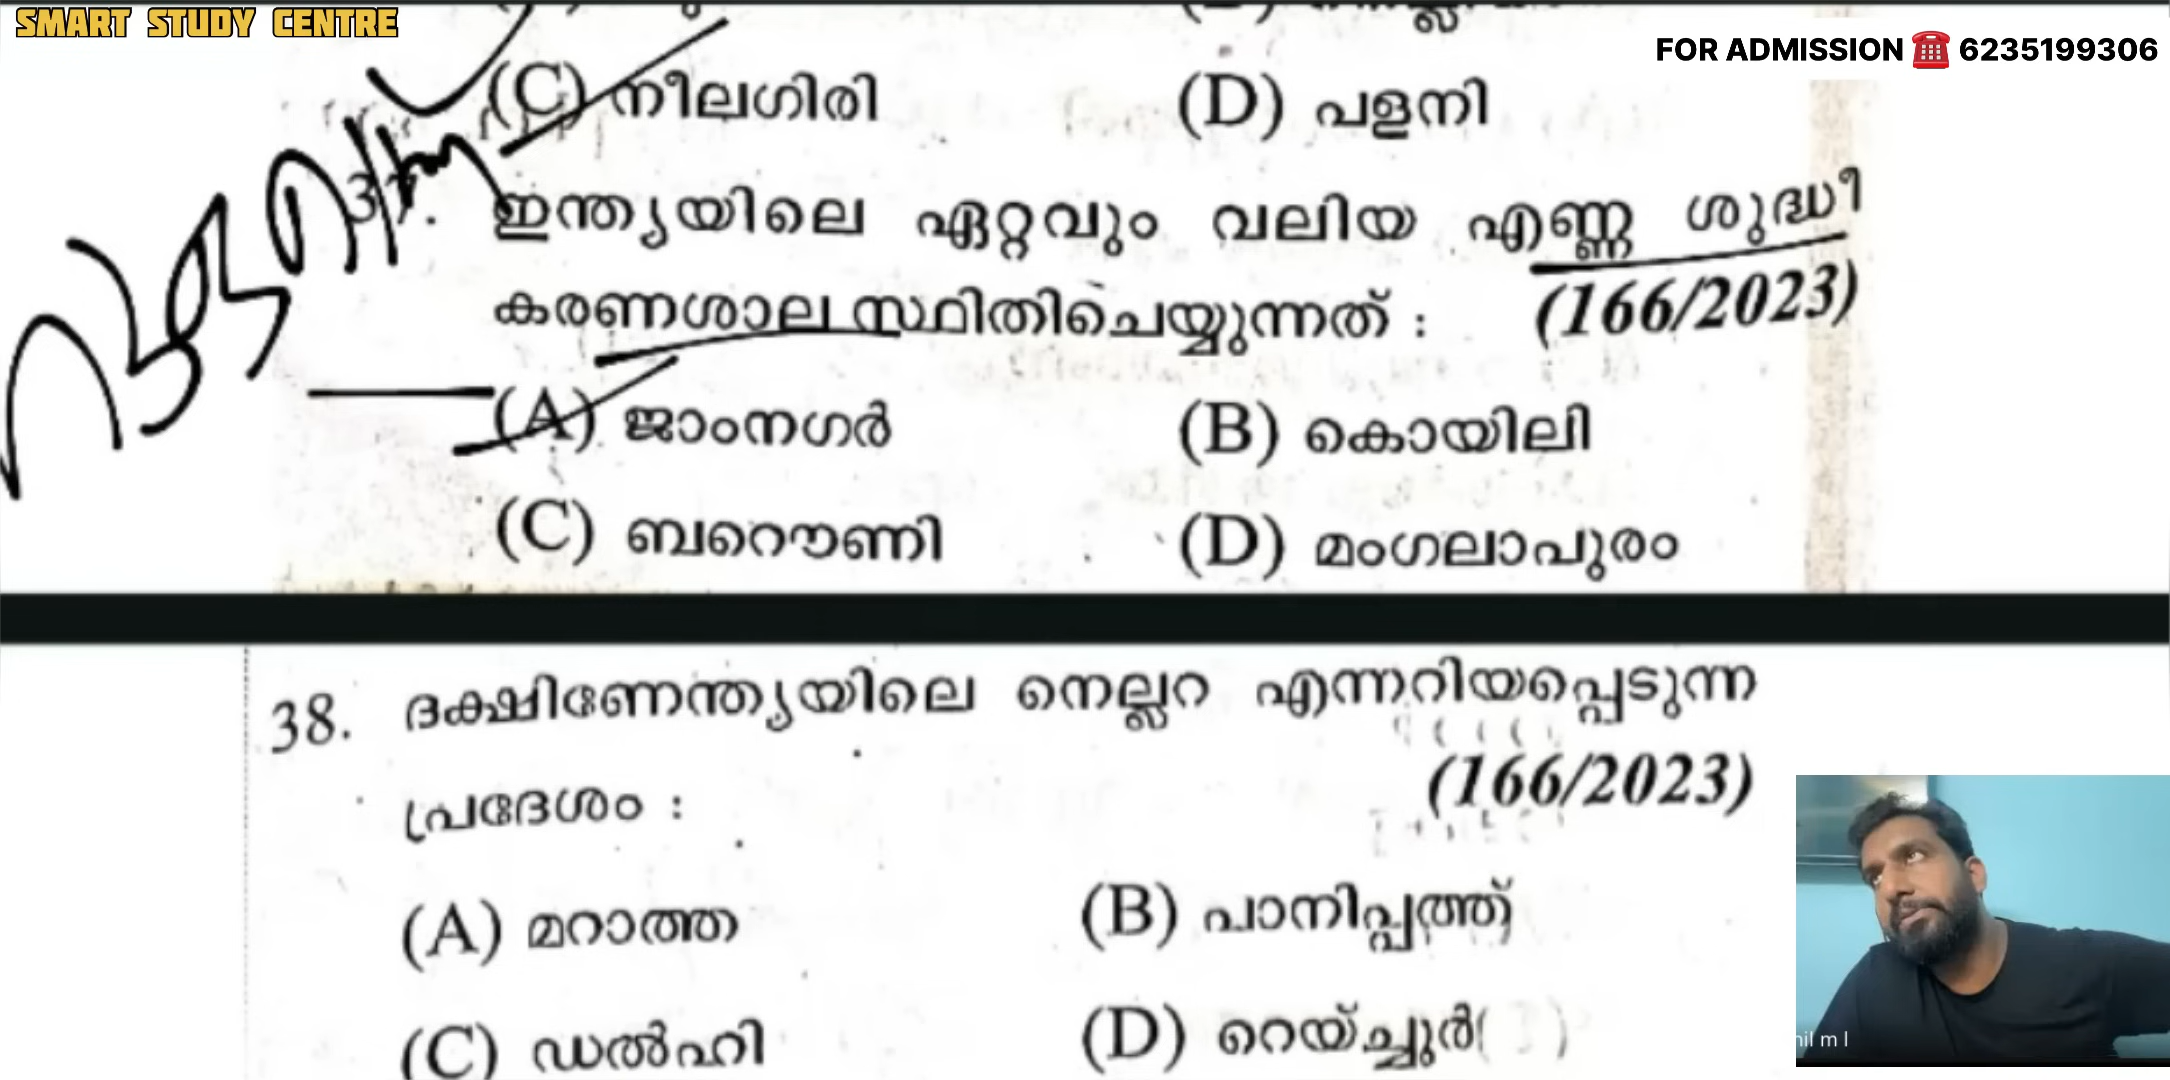 SMART STUDY CENTRE
FOR ADMISSION ☎ 6235199306
(C) നീലഗിരി (D) പളനി
37. ഇന്ത്യയിലെ ഏറ്റവും വലിയ എണ്ണ ശുദ്ധീ
കരണശാല സ്ഥിതിചെയ്യുന്നത് : (166/2023)
(A) ജാംനഗർ (B) കൊയിലി
(C) ബറൌണി (D) മംഗലാപുരം
38. ദക്ഷിണേന്ത്യയിലെ നെല്ലറ എന്നറിയപ്പെടുന്ന
പ്രദേശം : (166/2023)
(A) മറാത്ത (B) പാനിപ്പത്ത്
(C) ഡൽഹി (D) റെയ്ച്ചൂർ
il m l